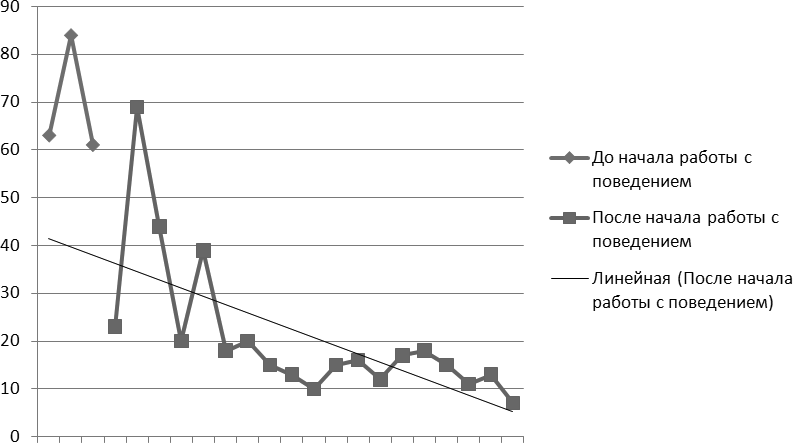 90
80
70
60
50
40
30
20
10
0
До начала работы с
поведением
После начала работы с
поведением
Линейная (После начала
работы с поведением)